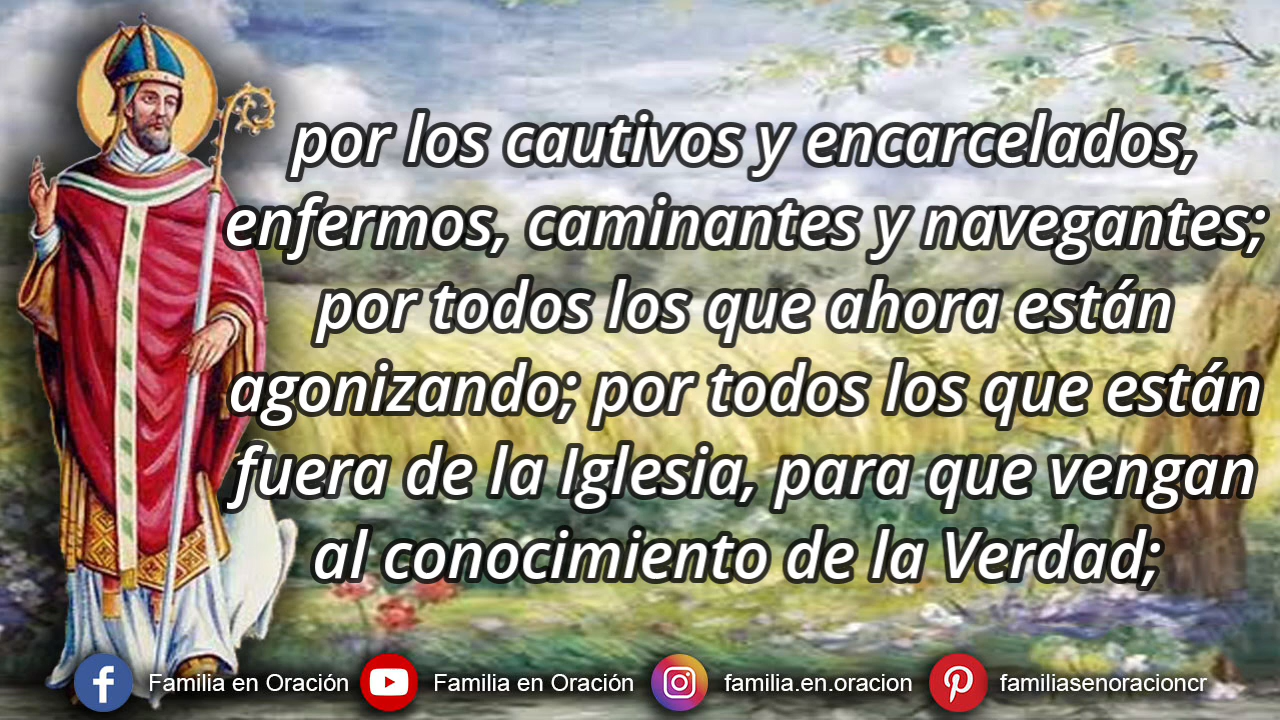 por los cautivos y encarcelados,
enfermos, caminantes y navegantes;
por todos los que ahora están
agonizando; por todos los que están
fuera de la Iglesia, para que vengan
al conocimiento de la Verdad;
Familia en Oración Familia en Oración familia.en.oracion familiasenoracioncr